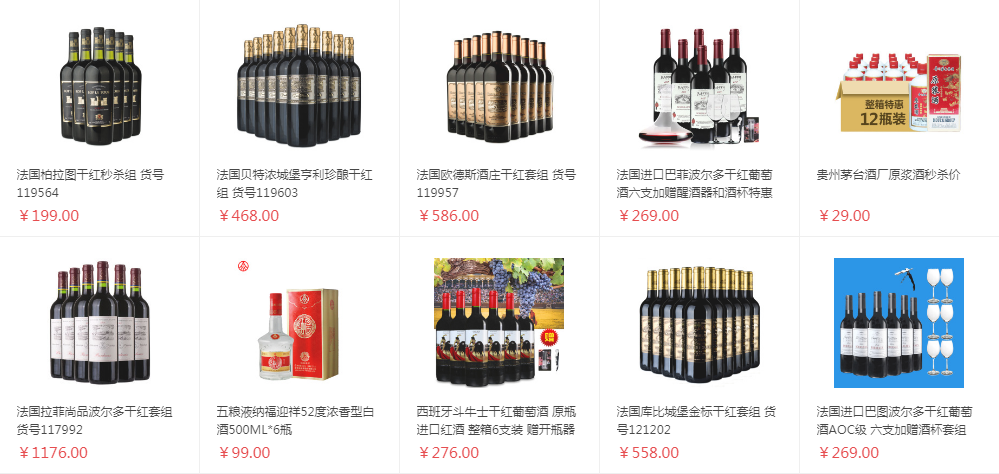 整箱特惠
12瓶装
法国柏拉图干红秒杀组 货号
119564
￥199.00
法国贝特浓城堡亨利珍酿干红
组 货号119603
￥468.00
法国欧德斯酒庄干红套组 货号
119957
￥586.00
法国进口巴菲波尔多干红葡萄
酒六支加赠醒酒器和酒杯特惠
￥269.00
贵州茅台酒厂原浆酒秒杀价
￥29.00
法国拉菲尚品波尔多干红套组
货号117992
￥1176.00
五粮液纳福迎祥52度浓香型白
酒500ML*6瓶
￥99.00
西班牙斗牛士干红葡萄酒 原瓶
进口红酒 整箱6支装 赠开瓶器
￥276.00
法国库比城堡金标干红套组 货
号121202
￥558.00
法国进口巴图波尔多干红葡萄
酒AOC级 六支加赠酒杯套组
￥269.00